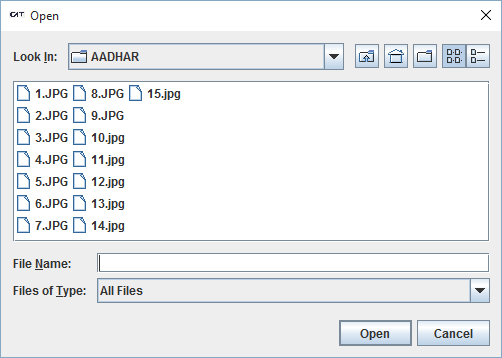 CAT. Open
Look In: AADHAR
1.JPG 8.JPG 15.jpg
2.JPG 9.JPG
3.JPG 10.jpg
4.JPG 11.jpg
5.JPG 12.jpg
6.JPG 13.jpg
7.JPG 14.jpg
File Name:
Files of Type: All Files
Open Cancel